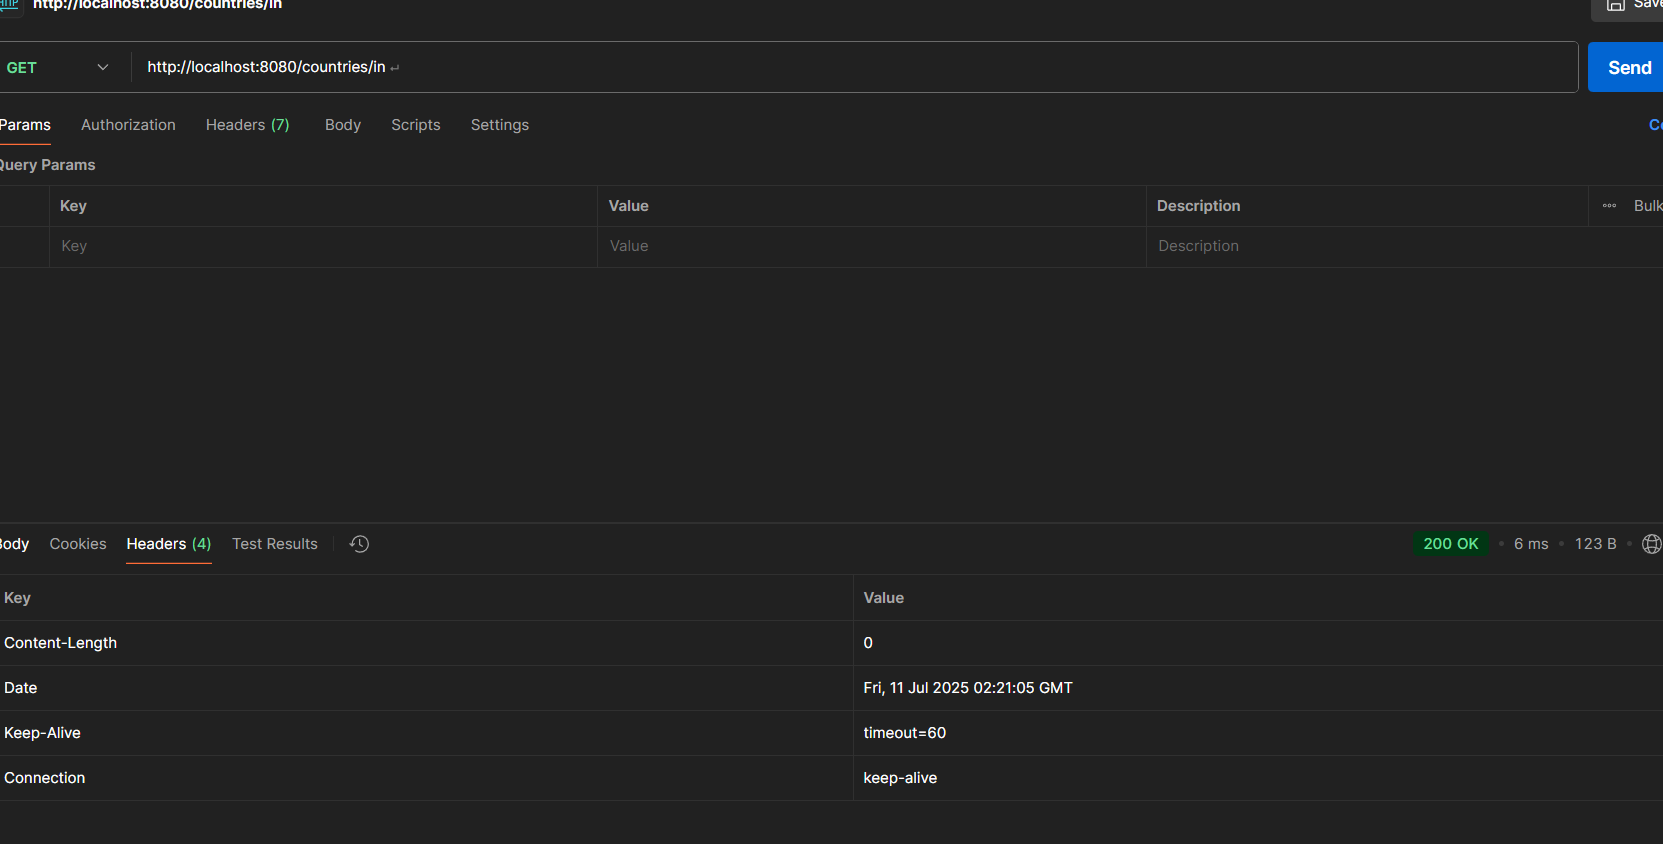 http://localhost:8080/countries/in
Save
GET http://localhost:8080/countries/in ↵ Send
Params Authorization Headers (7) Body Scripts Settings
Query Params
Key Value Description Bulk
Key Value Description
Body Cookies Headers (4) Test Results 200 OK • 6 ms • 123 B •
Key Value
Content-Length 0
Date Fri, 11 Jul 2025 02:21:05 GMT
Keep-Alive timeout=60
Connection keep-alive